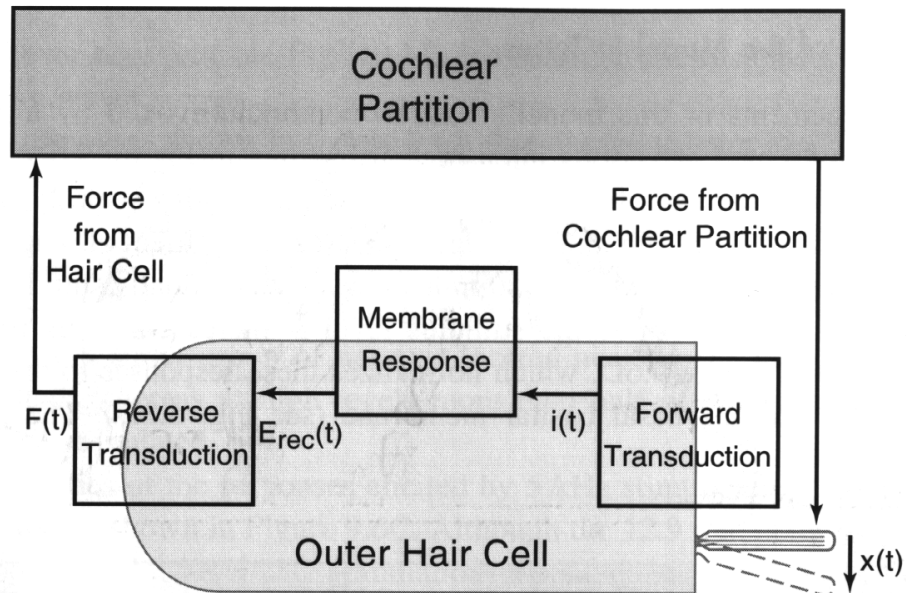 Cochlear
Partition
Force
from
Hair Cell
Force from
Cochlear Partition
Membrane
Response
F(t)
Reverse
Transduction
E_rec(t)
i(t)
Forward
Transduction
Outer Hair Cell
x(t)